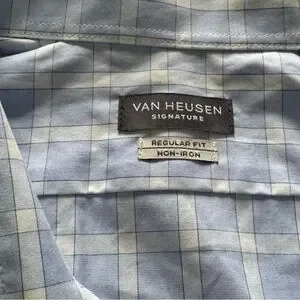 VAN HEUSEN
SIGNATURE
REGULAR FIT
NON-IRON